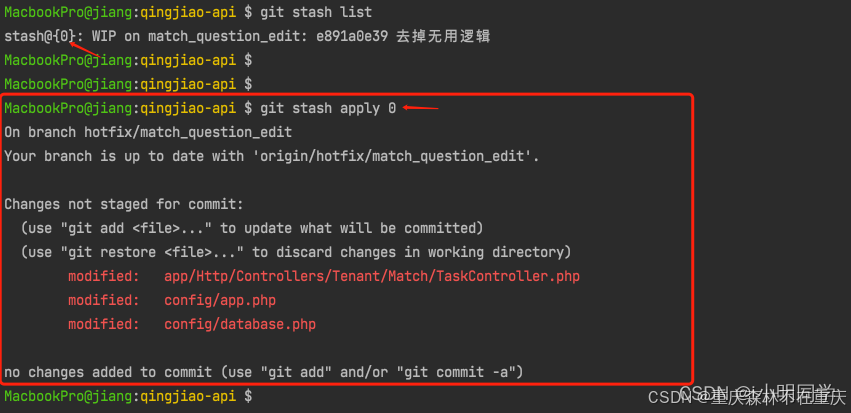 MacbookPro@jiang:qingjiao-api $ git stash list
stash@{0}: WIP on match_question_edit: e891a0e39 去掉无用逻辑
MacbookPro@jiang:qingjiao-api $
MacbookPro@jiang:qingjiao-api $
MacbookPro@jiang:qingjiao-api $ git stash apply 0
On branch hotfix/match_question_edit
Your branch is up to date with 'origin/hotfix/match_question_edit'.
Changes not staged for commit:
(use "git add <file>..." to update what will be committed)
(use "git restore <file>..." to discard changes in working directory)
modified: app/Http/Controllers/Tenant/Match/TaskController.php
modified: config/app.php
modified: config/database.php
no changes added to commit (use "git add" and/or "git commit -a")
MacbookPro@jiang:qingjiao-api $
CSDN @重庆森林不在重庆